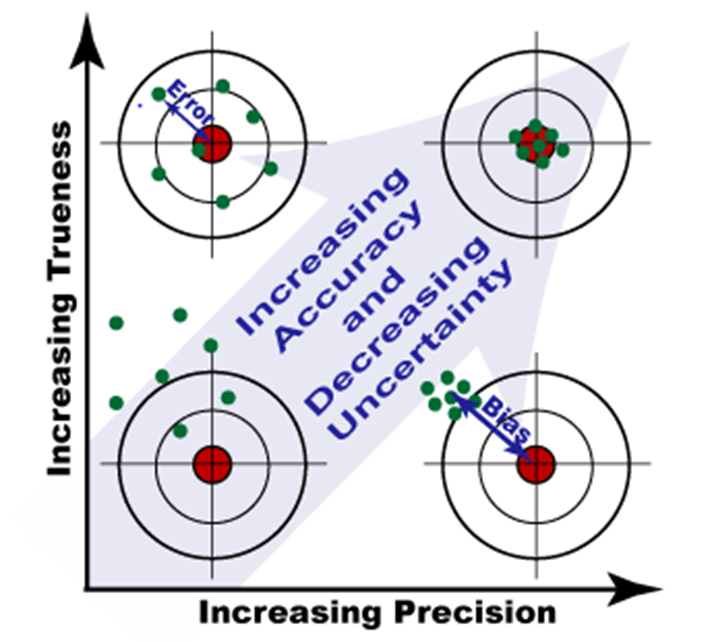 Error
Increasing Trueness
Increasing
Accuracy
and
Decreasing
Uncertainty
Bias
Increasing Precision